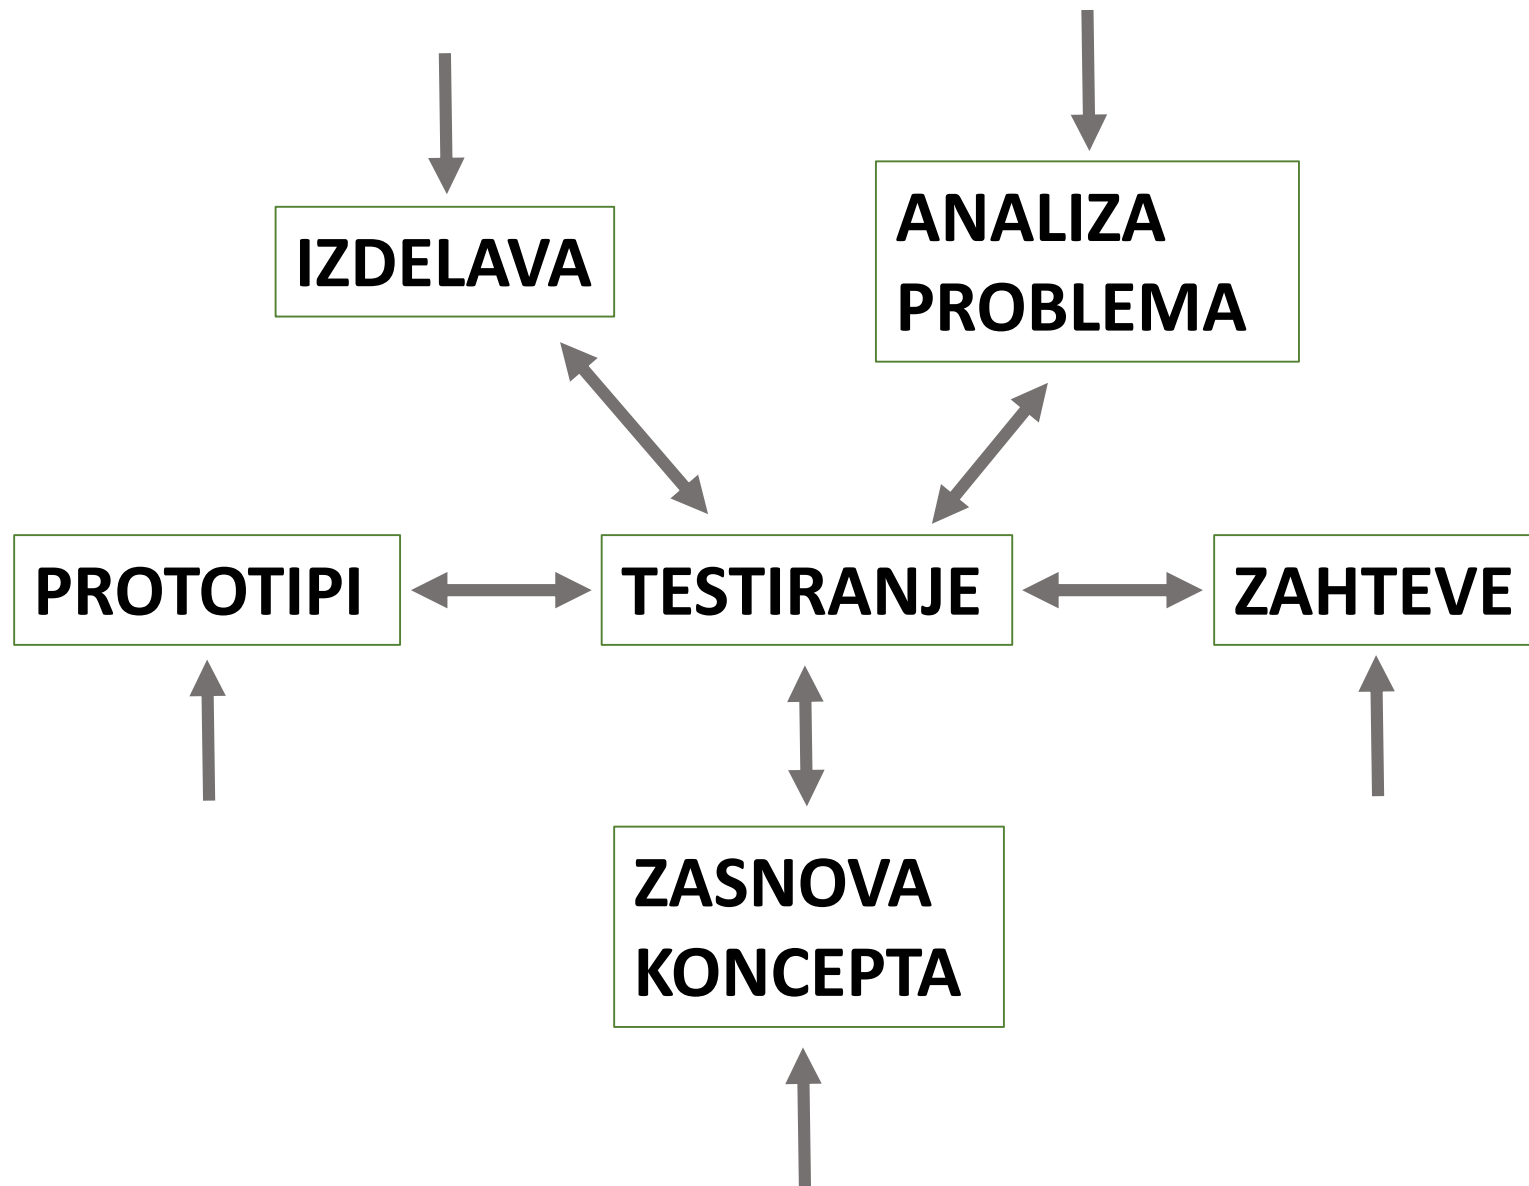 IZDELAVA
ANALIZA
PROBLEMA
PROTOTIPI
TESTIRANJE
ZAHTEVE
ZASNOVA
KONCEPTA